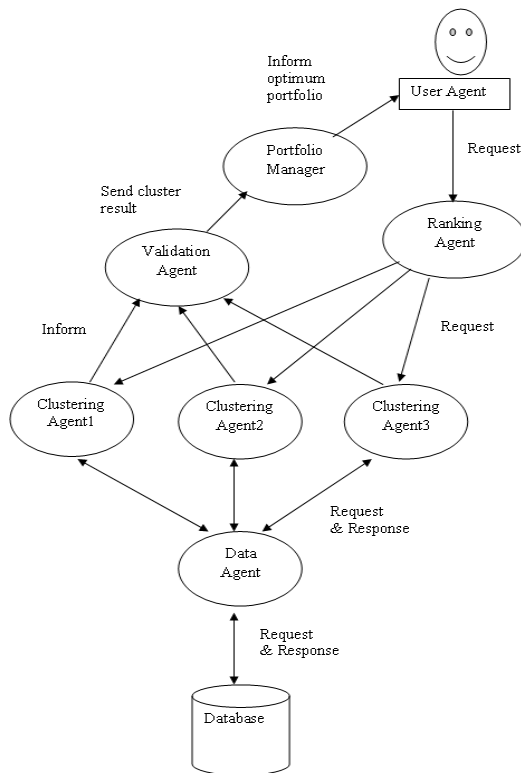 Inform
optimum
portfolio
User Agent
Portfolio
Manager
Request
Send cluster
result
Ranking
Agent
Validation
Agent
Inform
Request
Clustering
Agent1
Clustering
Agent2
Clustering
Agent3
Request
& Response
Data
Agent
Request
& Response
Database